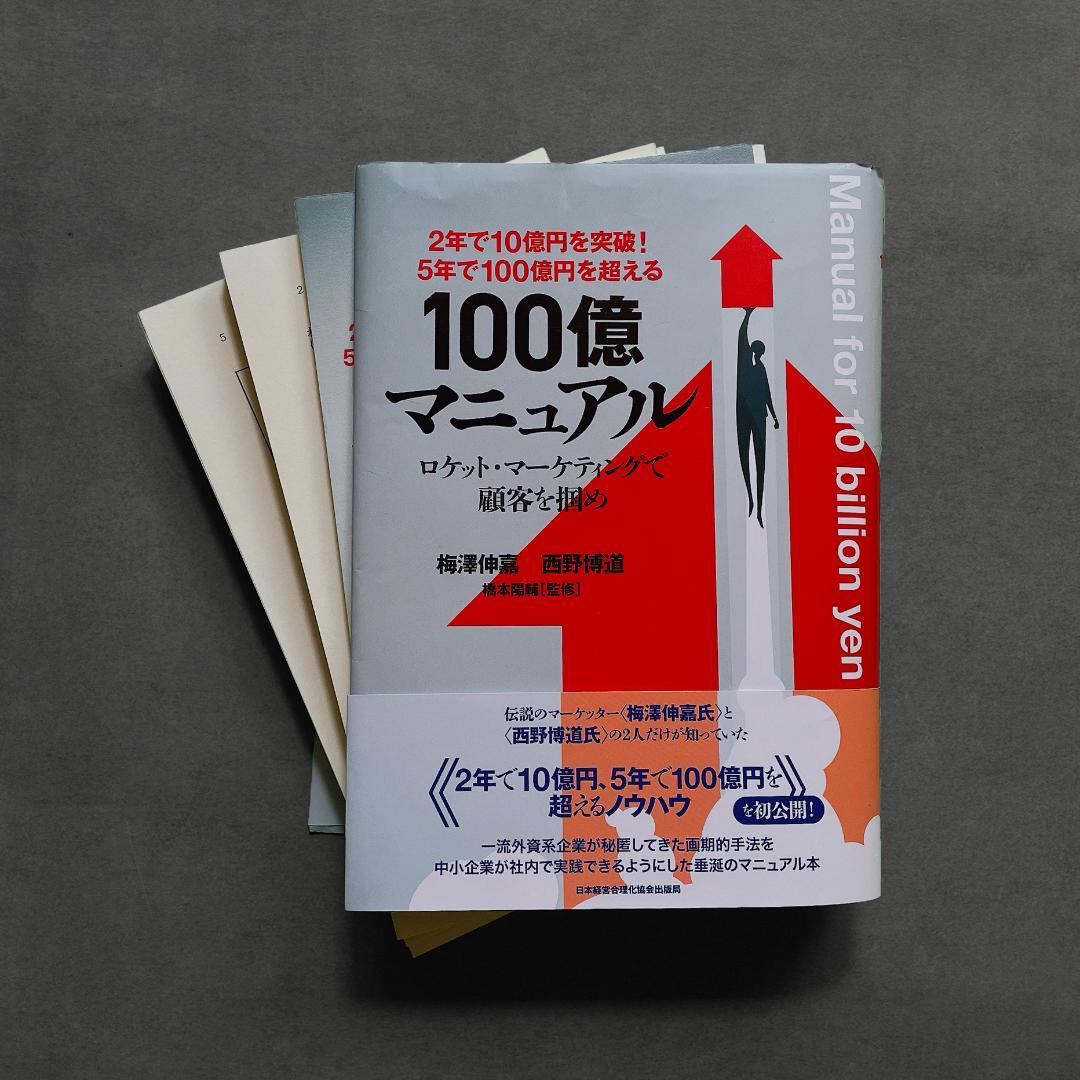 2年で10億円を突破!
5年で100億円を超える
100億
マニュアル
ロケット・マーケティングで
顧客を掴め
梅澤伸嘉 西野博道
橋本陽輔[監修]
Manual for 10 billion yen
伝説のマーケッター〈梅澤伸嘉氏〉と
〈西野博道氏〉の2人だけが知っていた
《2年で10億円、5年で100億円を
超えるノウハウ》を初公開!
一流外資系企業が秘匿してきた画期的手法を
中小企業が社内で実践できるようにした垂涎のマニュアル本
日本経営合理化協会出版局
5
2
2
5